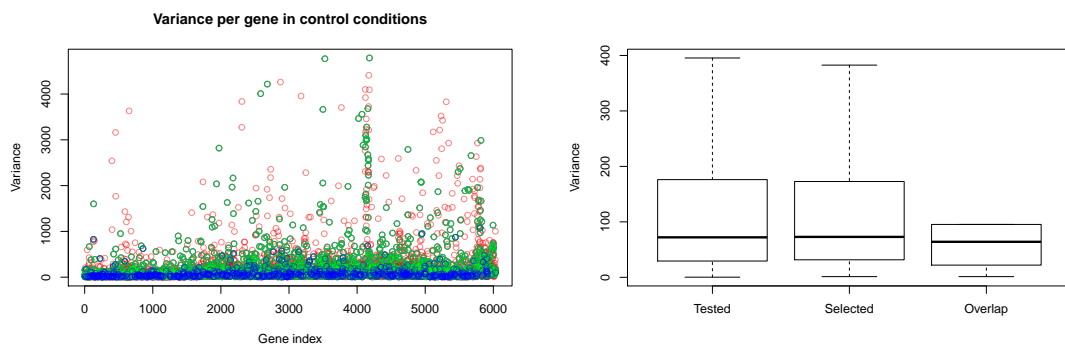 Variance per gene in control conditions
Variance
4000
3000
2000
1000
0
0 1000 2000 3000 4000 5000 6000
Gene index
Variance
400
300
200
100
0
Tested Selected Overlap